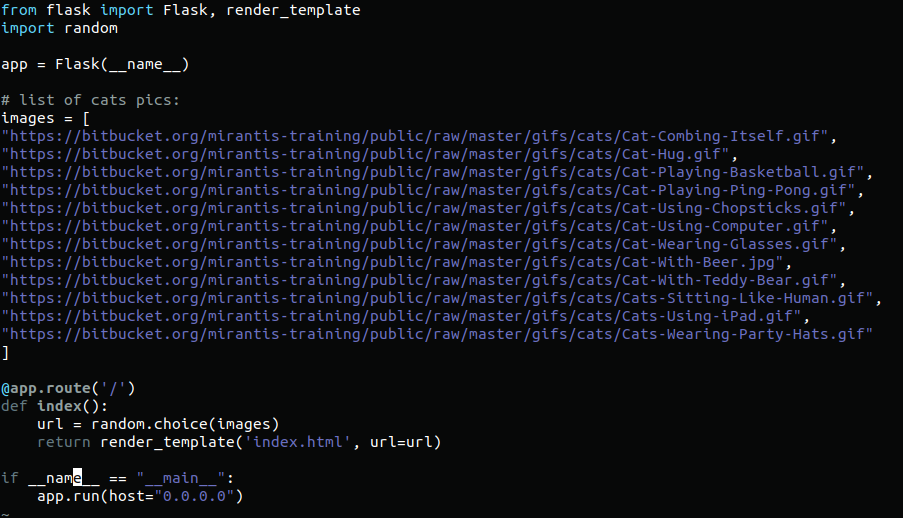 from flask import Flask, render_template
import random

app = Flask(__name__)

# list of cats pics:
images = [
"https://bitbucket.org/mirantis-training/public/raw/master/gifs/cats/Cat-Combing-Itself.gif",
"https://bitbucket.org/mirantis-training/public/raw/master/gifs/cats/Cat-Hug.gif",
"https://bitbucket.org/mirantis-training/public/raw/master/gifs/cats/Cat-Playing-Basketball.gif",
"https://bitbucket.org/mirantis-training/public/raw/master/gifs/cats/Cat-Playing-Ping-Pong.gif",
"https://bitbucket.org/mirantis-training/public/raw/master/gifs/cats/Cat-Using-Chopsticks.gif",
"https://bitbucket.org/mirantis-training/public/raw/master/gifs/cats/Cat-Using-Computer.gif",
"https://bitbucket.org/mirantis-training/public/raw/master/gifs/cats/Cat-Wearing-Glasses.gif",
"https://bitbucket.org/mirantis-training/public/raw/master/gifs/cats/Cat-With-Beer.jpg",
"https://bitbucket.org/mirantis-training/public/raw/master/gifs/cats/Cat-With-Teddy-Bear.gif",
"https://bitbucket.org/mirantis-training/public/raw/master/gifs/cats/Cats-Sitting-Like-Human.gif",
"https://bitbucket.org/mirantis-training/public/raw/master/gifs/cats/Cats-Using-iPad.gif",
"https://bitbucket.org/mirantis-training/public/raw/master/gifs/cats/Cats-Wearing-Party-Hats.gif"
]

@app.route('/')
def index():
    url = random.choice(images)
    return render_template('index.html', url=url)

if __name__ == "__main__":
    app.run(host="0.0.0.0")
~